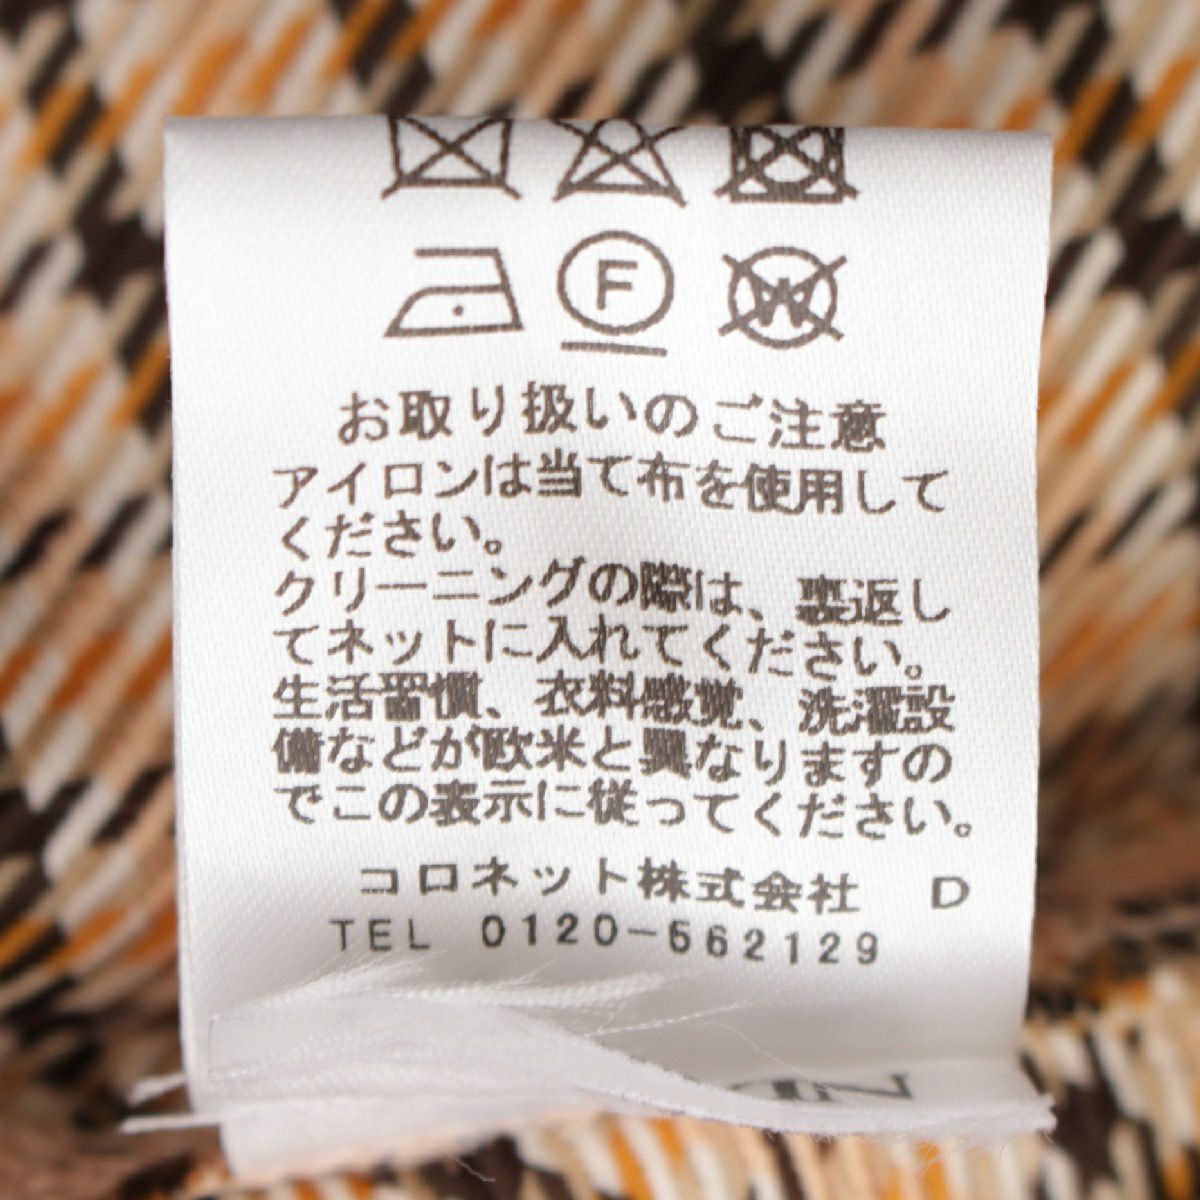 F
W
お取り扱いのご注意
アイロンは当て布を使用して
ください。
クリーニングの際は、裏返し
てネットに入れてください。
生活習慣、衣料感覚、洗濯設
備などが欧米と異なりますの
でこの表示に従ってください。
コロネット株式会社 D
TEL 0120-562129